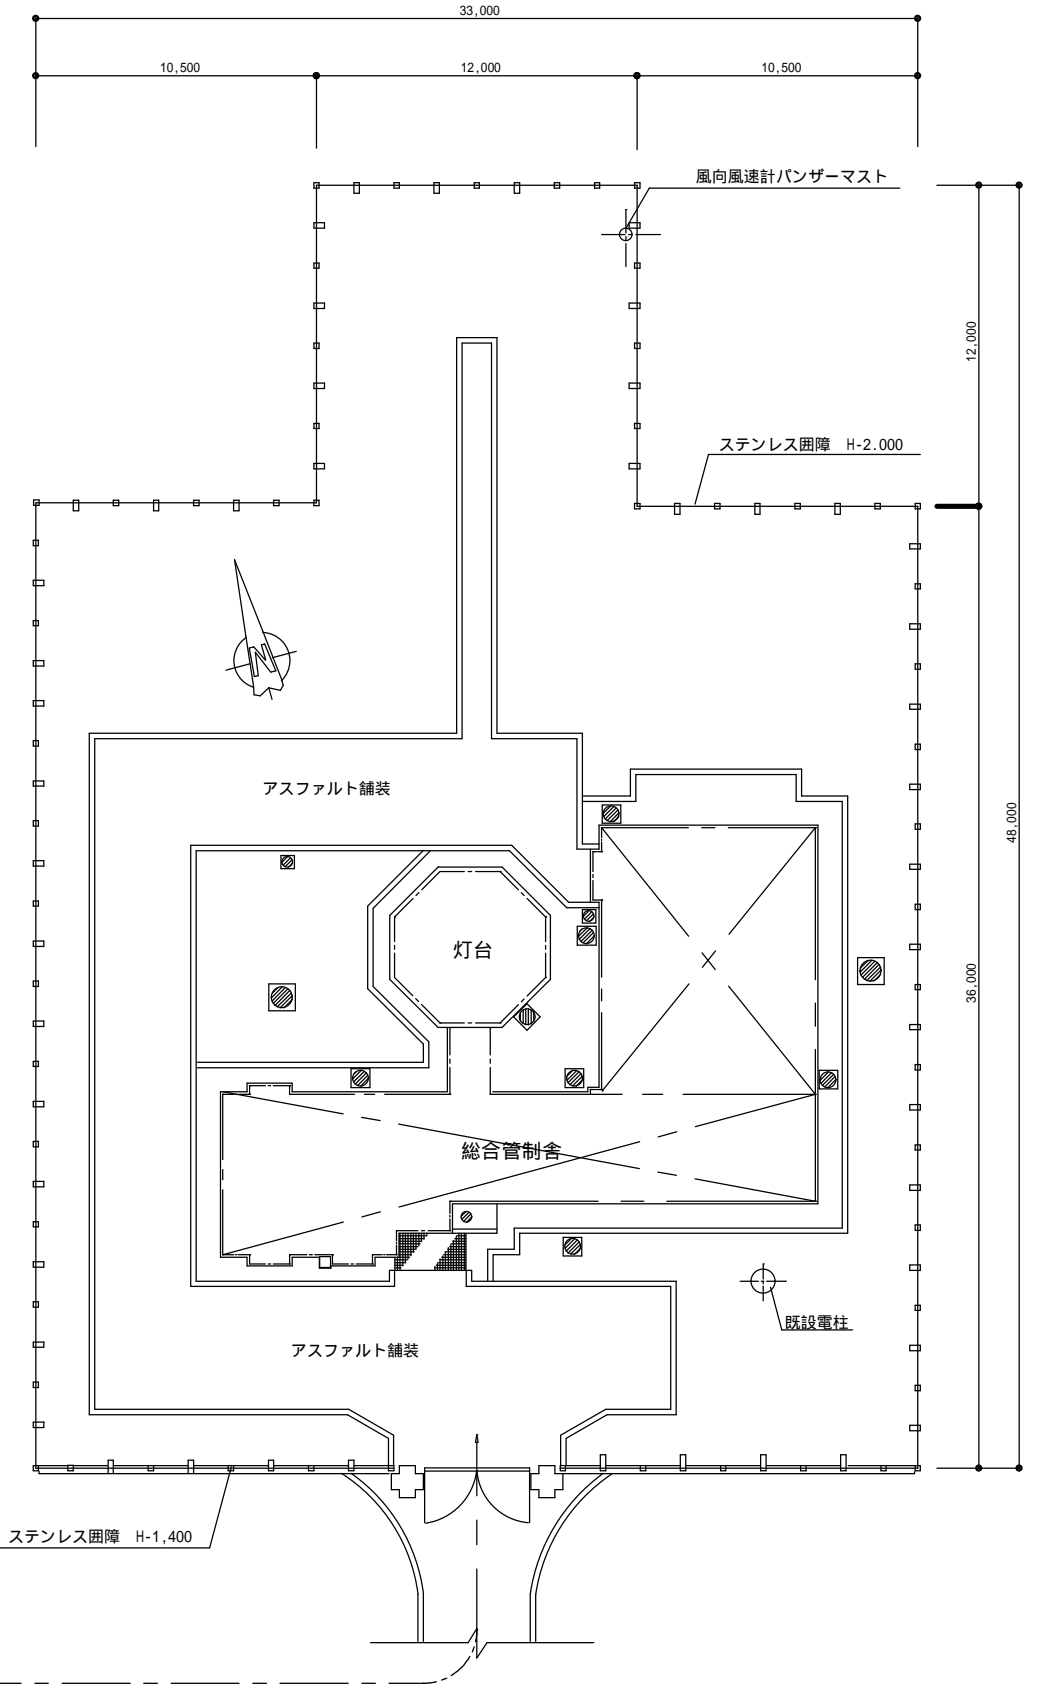 33,000
10,500
12,000
10,500
風向風速計パンザーマスト
12,000
ステンレス囲障 H-2.000
N
アスファルト舗装
48,000
灯台
36,000
総合管制舎
既設電柱
アスファルト舗装
ステンレス囲障 H-1,400